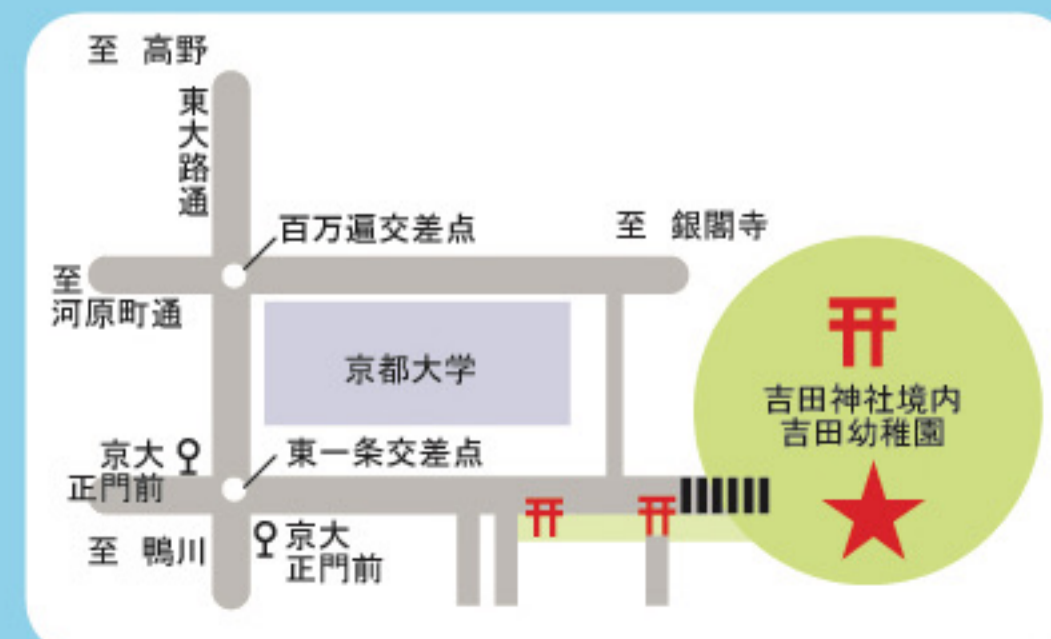 至 高野
東大路通
百万遍交差点
至 銀閣寺
至
河原町通
京都大学
吉田神社境内
吉田幼稚園
京大
正門前
東一条交差点
至 鴨川
京大
正門前